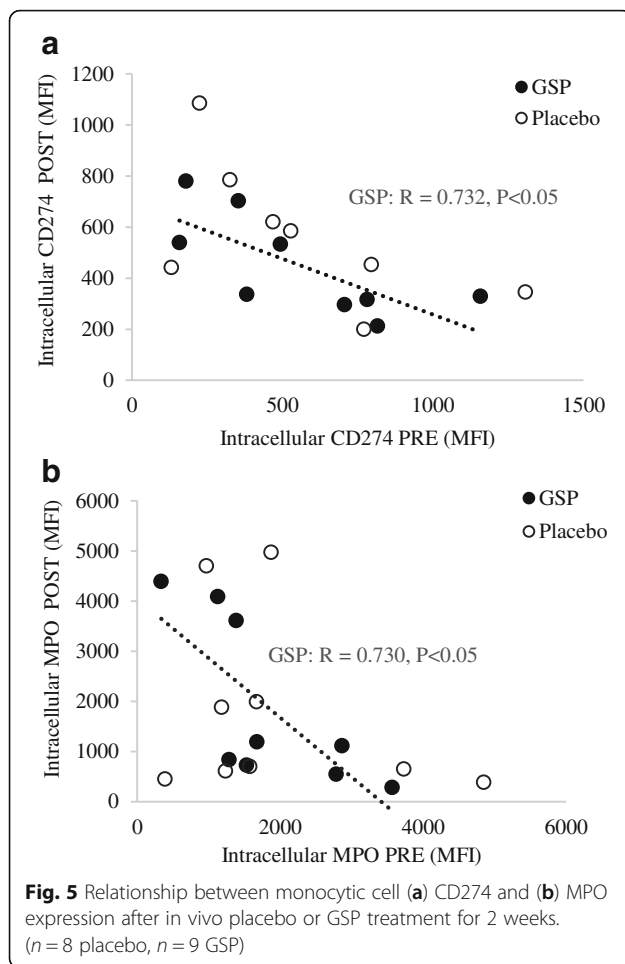 a
1200
1000
800
600
400
200
0
Intracellular CD274 POST (MFI)
GSP
Placebo
GSP: R = 0.732, P<0.05
0
500
1000
1500
Intracellular CD274 PRE (MFI)
b
6000
5000
4000
3000
2000
1000
0
Intracellular MPO POST (MFI)
GSP
Placebo
GSP: R = 0.730, P<0.05
0
2000
4000
6000
Intracellular MPO PRE (MFI)
Fig. 5 Relationship between monocytic cell (a) CD274 and (b) MPO
expression after in vivo placebo or GSP treatment for 2 weeks.
(n = 8 placebo, n = 9 GSP)